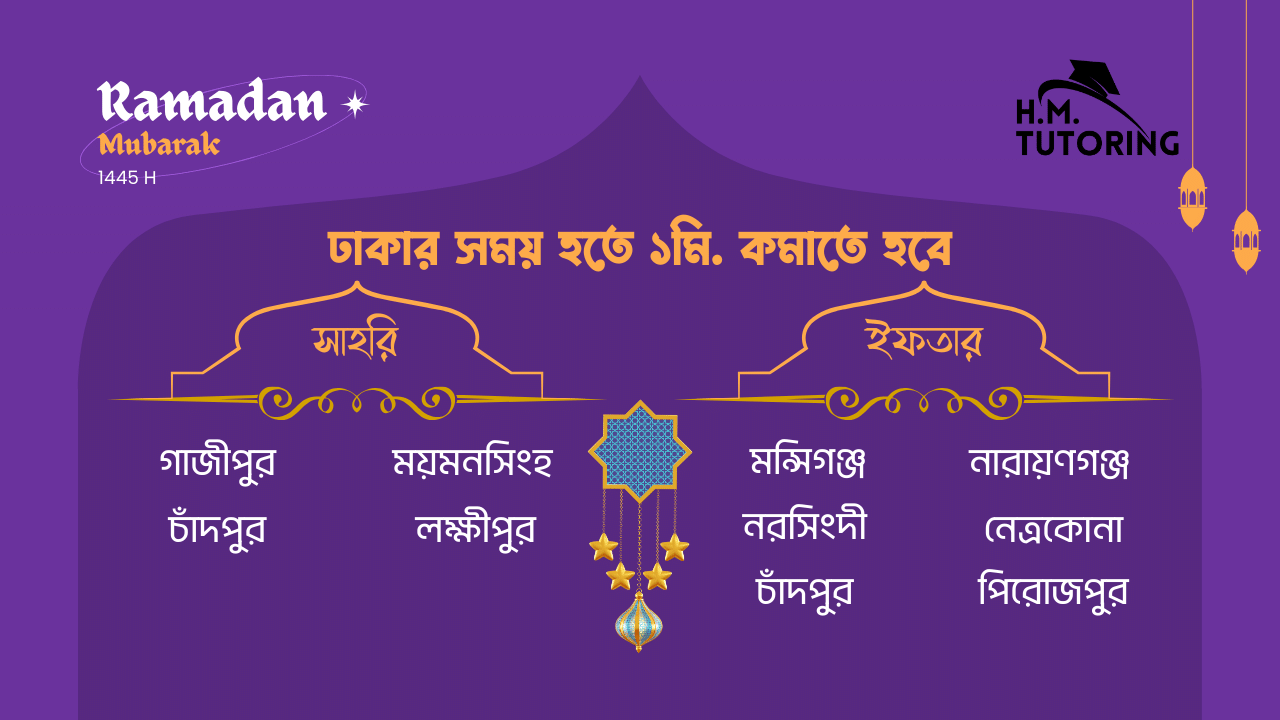 Ramadan
Mubarak
1445 H
H.M.
TUTORING
ঢাকার সময় হতে ১মি. কমাতে হবে
সাহরি
গাজীপুর ময়মনসিংহ
চাঁদপুর লক্ষীপুর
ইফতার
মন্সিগঞ্জ নারায়ণগঞ্জ
নরসিংদী নেত্রকোনা
চাঁদপুর পিরোজপুর